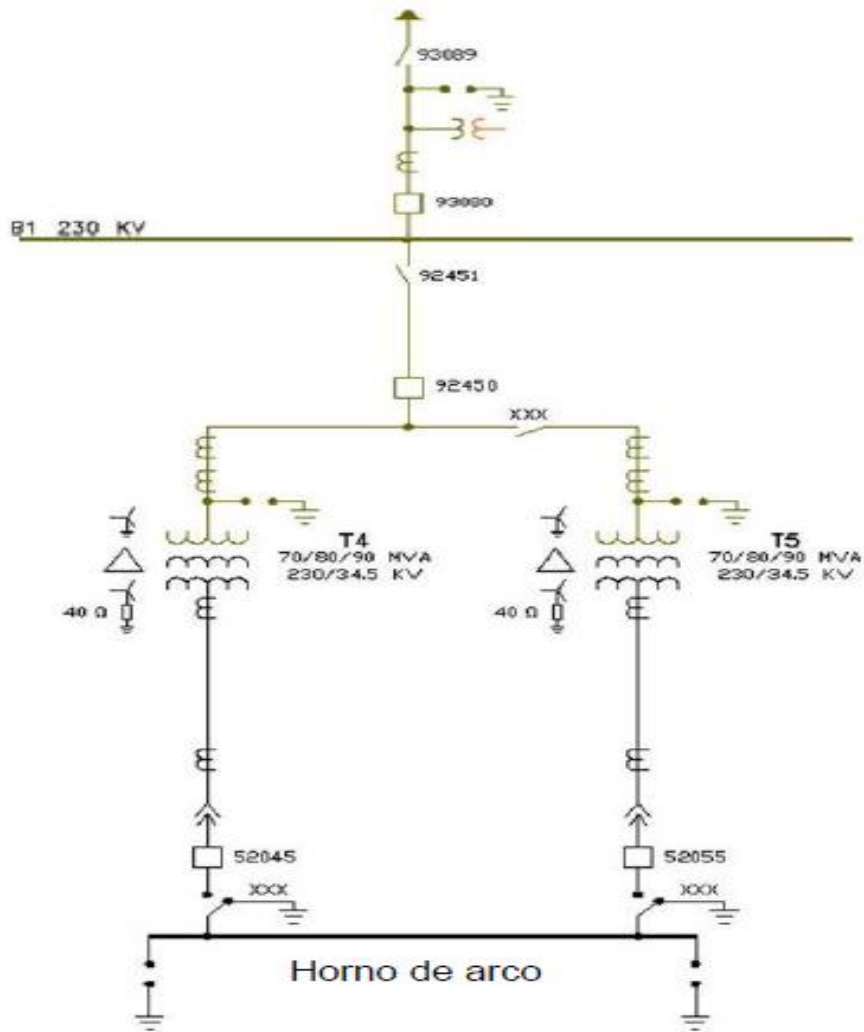 93089
93080
B1 230 KV
92451
92450
XXX
T4
70/80/90 MVA
230/34.5 KV
40 Ω
T5
70/80/90 MVA
230/34.5 KV
40 Ω
52045
52055
XXX
XXX
Horno de arco